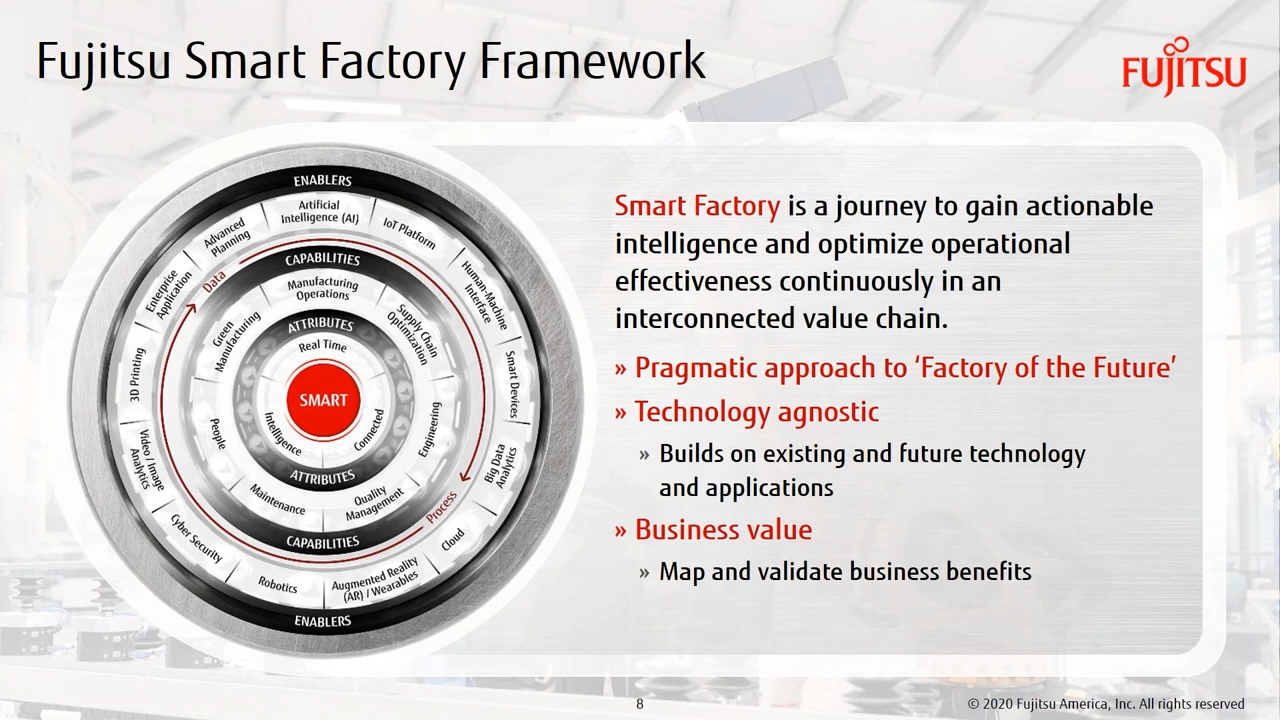 Fujitsu Smart Factory Framework
FUJITSU
ENABLERS
Artificial
Intelligence (AI)
IoT Platform
Human-Machine
Interface
Smart Devices
Big Data
Analytics
Cloud
Augmented Reality
(AR) / Wearables
Robotics
Cyber Security
Video / Image
Analytics
3D Printing
Enterprise
Application
Advanced
Planning
ENABLERS
Data
Process
CAPABILITIES
Manufacturing
Operations
Supply Chain
Optimization
Engineering
Quality
Management
Maintenance
People
Green
Manufacturing
CAPABILITIES
ATTRIBUTES
Real Time
Connected
Intelligence
ATTRIBUTES
SMART
Smart Factory is a journey to gain actionable
intelligence and optimize operational
effectiveness continuously in an
interconnected value chain.
» Pragmatic approach to ‘Factory of the Future’
» Technology agnostic
» Builds on existing and future technology
and applications
» Business value
» Map and validate business benefits
8
© 2020 Fujitsu America, Inc. All rights reserved